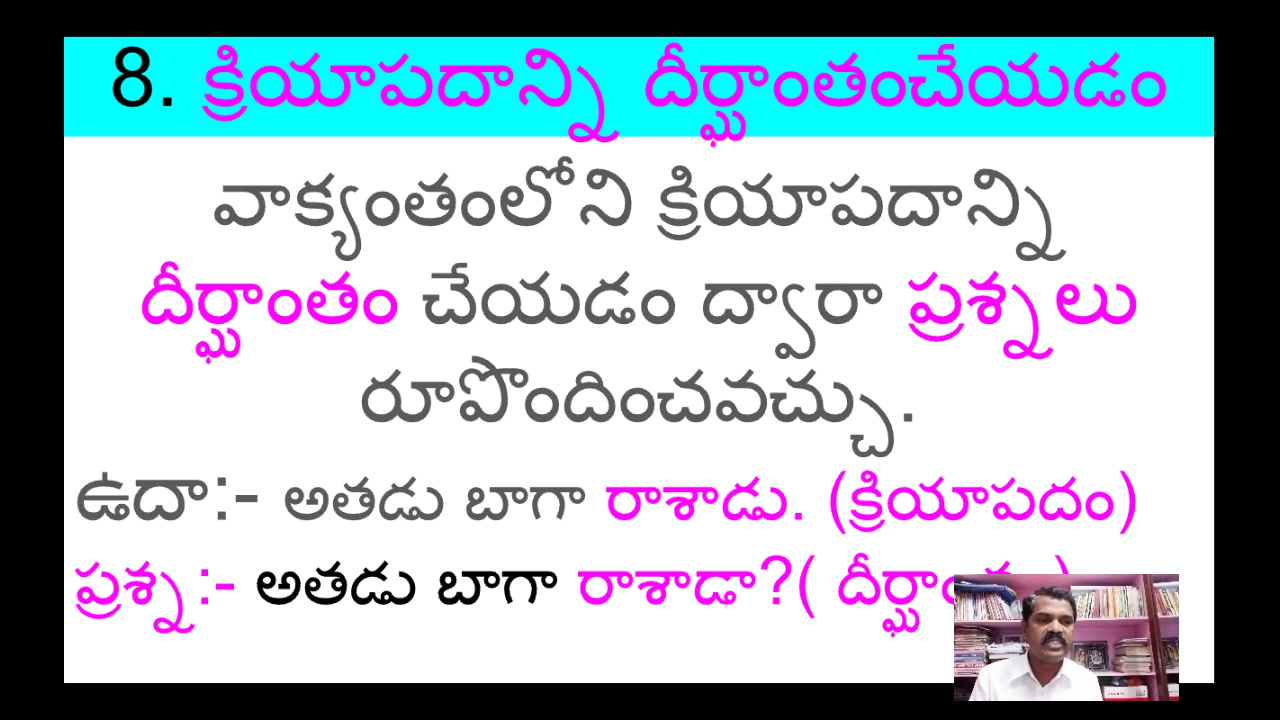 8. క్రియాపదాన్ని దీర్ఘాంతంచేయడం
వాక్యంతంలోని క్రియాపదాన్ని
దీర్ఘాంతం చేయడం ద్వారా ప్రశ్నలు
రూపొందించవచ్చు.
ఉదా:- అతడు బాగా రాశాడు. (క్రియాపదం)
ప్రశ్న:- అతడు బాగా రాశాడా?(